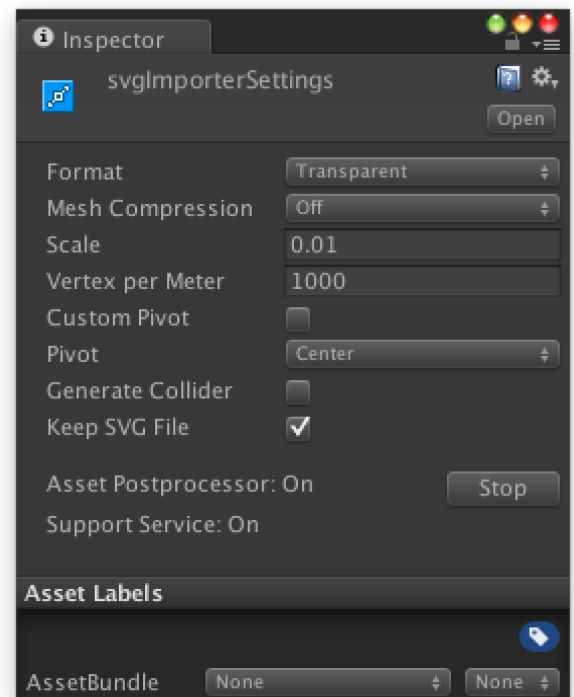 Inspector
svgImporterSettings
Open
Format Transparent
Mesh Compression Off
Scale 0.01
Vertex per Meter 1000
Custom Pivot
Pivot Center
Generate Collider
Keep SVG File
Asset Postprocessor: On Stop
Support Service: On
Asset Labels
AssetBundle None None